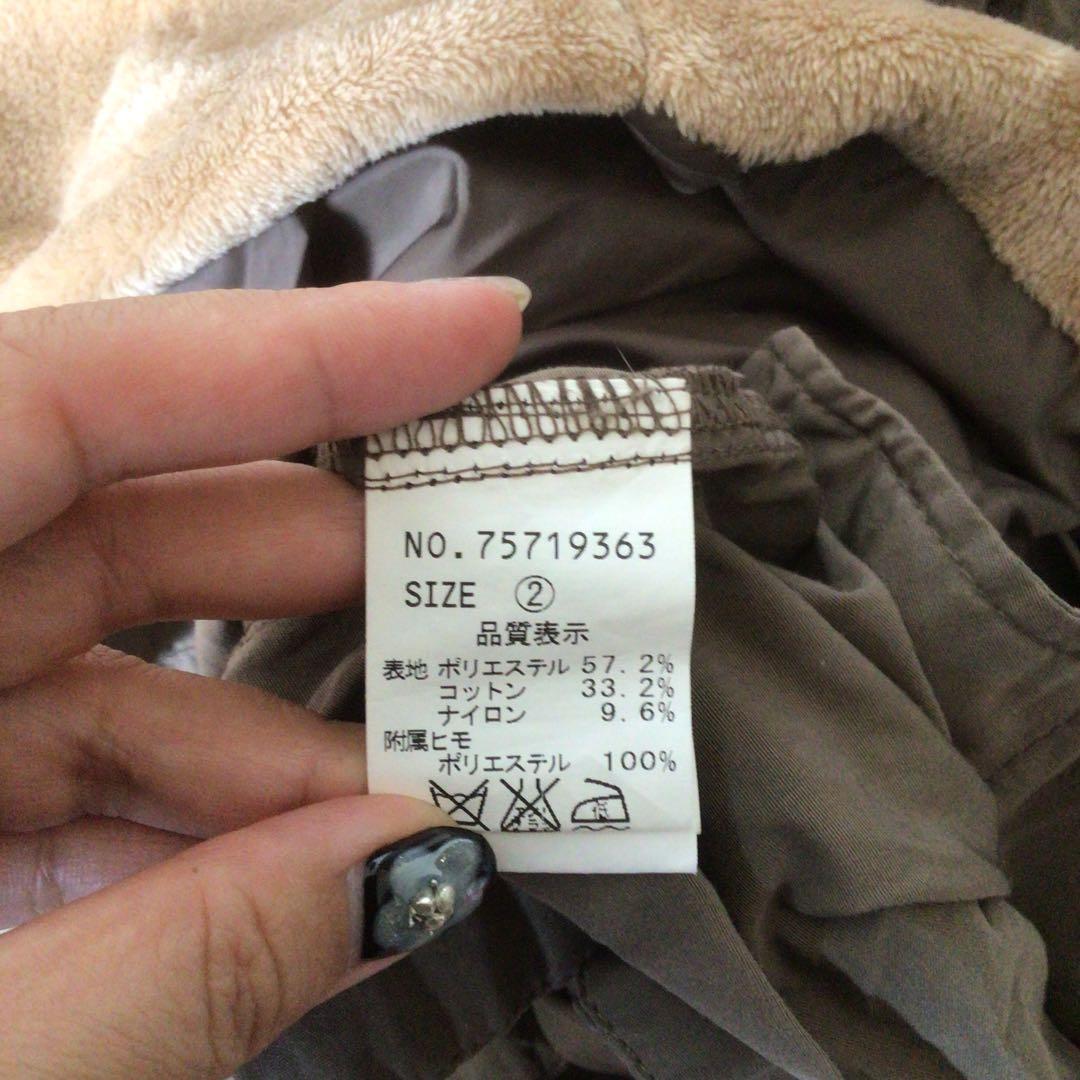 NO.75719363
SIZE ②
品質表示
表地 ポリエステル 57.2%
コットン 33.2%
ナイロン 9.6%
附属ヒモ
ポリエステル 100%
低